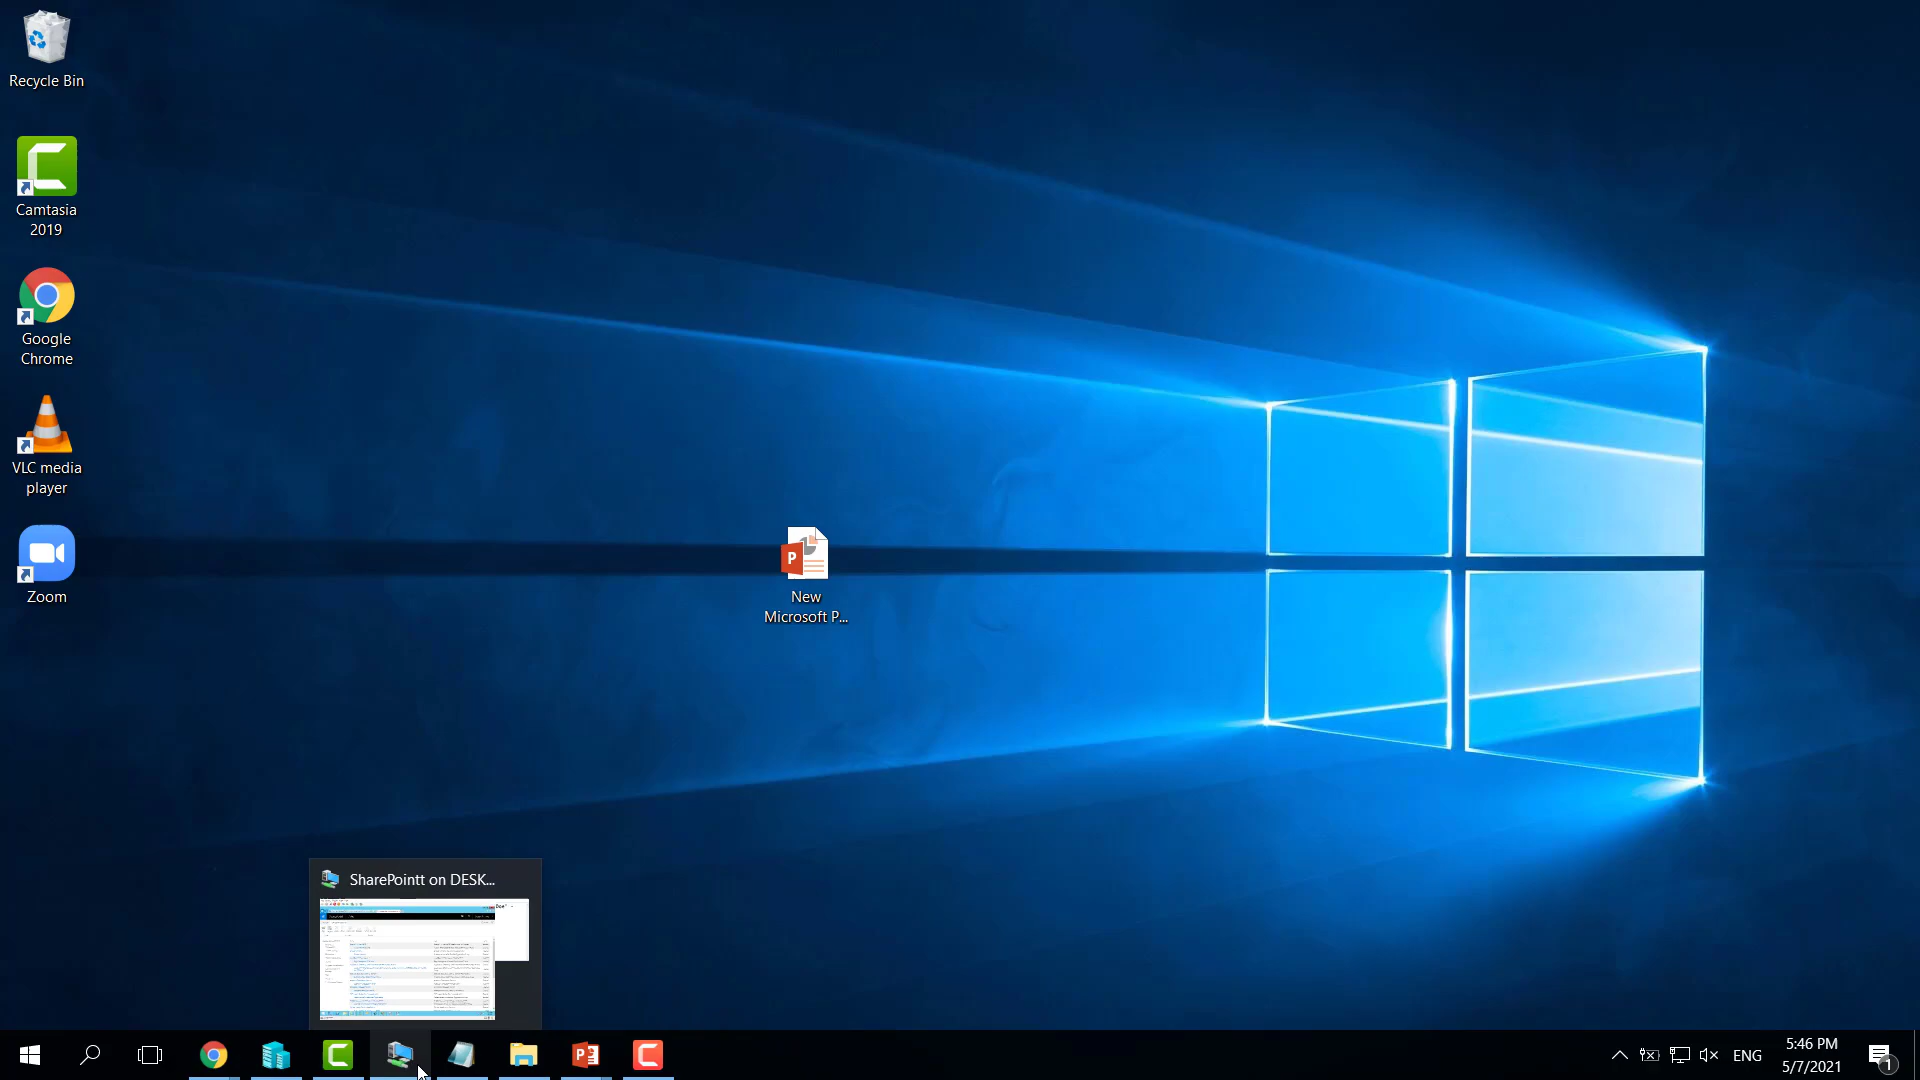 Recycle Bin
Camtasia
2019
Google
Chrome
VLC media
player
Zoom
New
Microsoft P...
SharePointt on DESK...
ENG
5:46 PM
5/7/2021
1